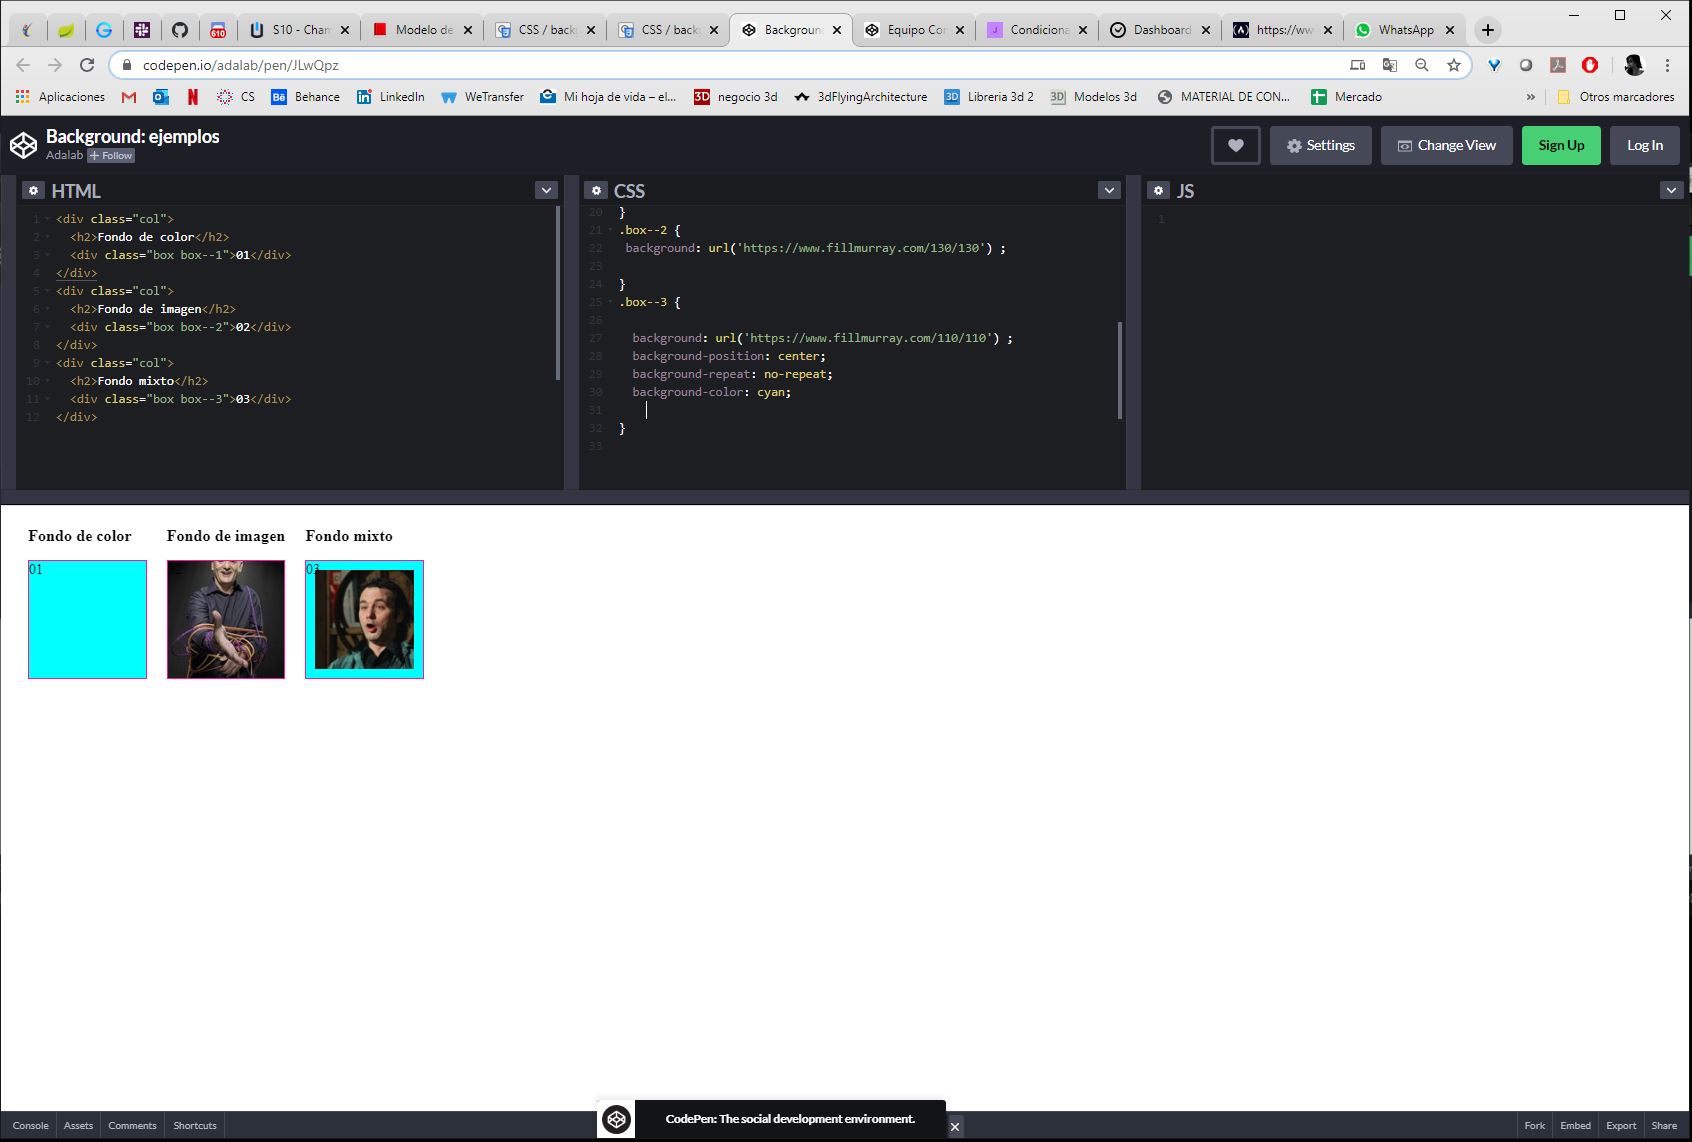 S10 - Chan
Modelo de
CSS / back
CSS / back
Background
Equipo Cor
Condiciona
Dashboard
https://ww
WhatsApp
codepen.io/adalab/pen/JLwQpz
Aplicaciones
CS
Behance
LinkedIn
WeTransfer
Mi hoja de vida – el...
negocio 3d
3dFlyingArchitecture
Libreria 3d 2
Modelos 3d
MATERIAL DE CON...
Mercado
»
Otros marcadores
Background: ejemplos
Adalab + Follow
Settings
Change View
Sign Up
Log In
HTML
1 <div class="col">
2 <h2>Fondo de color</h2>
3 <div class="box box--1">01</div>
4 </div>
5 <div class="col">
6 <h2>Fondo de imagen</h2>
7 <div class="box box--2">02</div>
8 </div>
9 <div class="col">
10 <h2>Fondo mixto</h2>
11 <div class="box box--3">03</div>
12 </div>
CSS
20 }
21 .box--2 {
22 background: url('https://www.fillmurray.com/130/130') ;
23
24 }
25 .box--3 {
26
27 background: url('https://www.fillmurray.com/110/110') ;
28 background-position: center;
29 background-repeat: no-repeat;
30 background-color: cyan;
31
32 }
33
JS
1
Fondo de color
Fondo de imagen
Fondo mixto
01
03
Console
Assets
Comments
Shortcuts
CodePen: The social development environment.
Fork
Embed
Export
Share